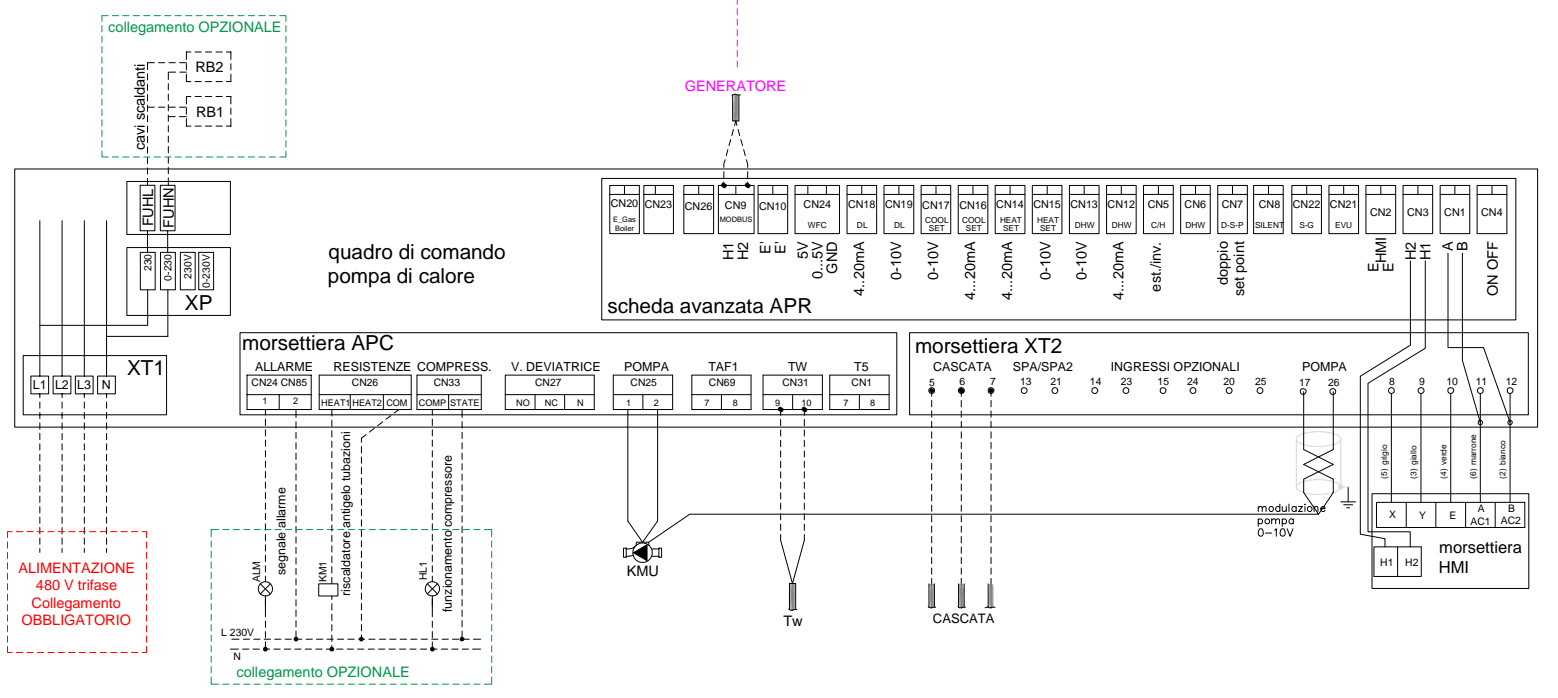 collegamento OPZIONALE
RB2
RB1
cavi scaldanti
GENERATORE
FUHL
FUHN
230
0-230
230V
0-230V
XP
quadro di comando
pompa di calore
CN20
E_Gas
Boiler
CN23
CN26
CN9
MODBUS
CN10
CN24
WFC
CN18
DL
CN19
DL
CN17
COOL
SET
CN16
COOL
SET
CN14
HEAT
SET
CN15
HEAT
SET
CN13
DHW
CN12
DHW
CN5
C/H
CN6
DHW
CN7
D-S-P
CN8
SILENT
CN22
S-G
CN21
EVU
CN2
CN3
CN1
CN4
H1
H2
E'
E'
5V
0...5V
GND
4...20mA
0-10V
0-10V
4...20mA
4...20mA
0-10V
0-10V
4...20mA
est./inv.
doppio
set point
E
E HMI
H2
H1
A
B
ON OFF
scheda avanzata APR
XT1
L1
L2
L3
N
morsettiera APC
ALLARME
RESISTENZE
COMPRESS.
V. DEVIATRICE
POMPA
TAF1
TW
T5
CN24 CN85
CN26
CN33
CN27
CN25
CN69
CN31
CN1
1
2
HEAT1
HEAT2
COM
COMP
STATE
NO
NC
N
1
2
7
8
9
10
7
8
morsettiera XT2
CASCATA
SPA/SPA2
INGRESSI OPZIONALI
POMPA
5
6
7
13
21
14
23
15
24
20
25
17
26
8
9
10
11
12
(5) grigio
(3) giallo
(4) verde
(6) marrone
(2) bianco
segnale allarme
riscaldatore antigelo tubazioni
funzionamento compressore
ALM
KM1
HL1
modulazione
pompa
0-10V
X
Y
E
A
AC1
B
AC2
H1
H2
morsettiera
HMI
KMU
Tw
CASCATA
ALIMENTAZIONE
480 V trifase
Collegamento
OBBLIGATORIO
L 230V
N
collegamento OPZIONALE